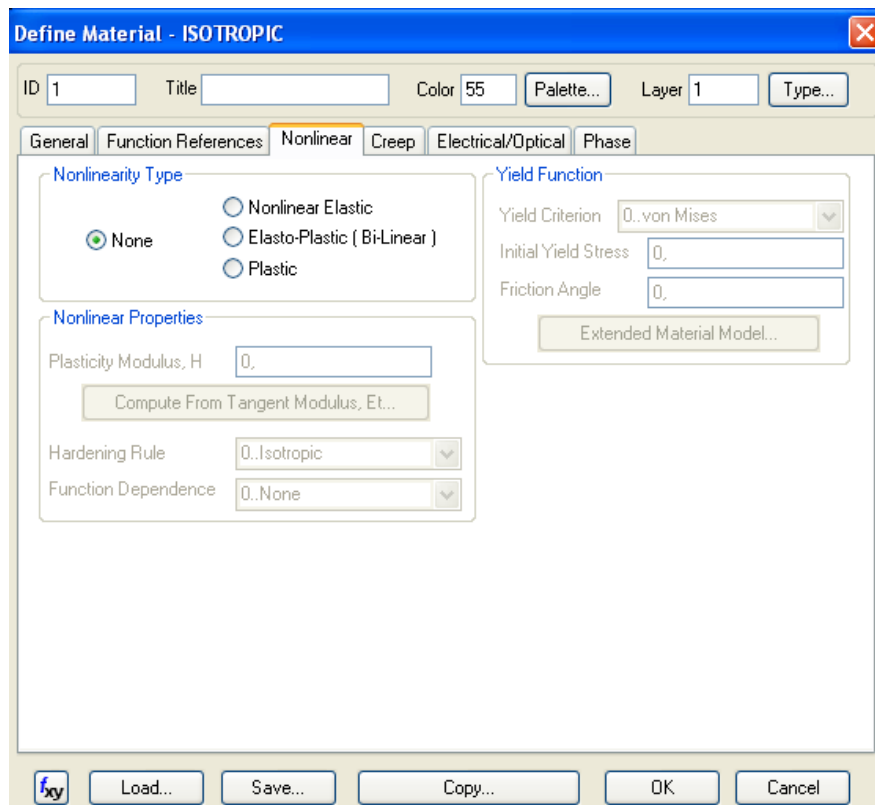 Define Material - ISOTROPIC
ID 1 Title Color 55 Palette... Layer 1 Type...
General Function References Nonlinear Creep Electrical/Optical Phase
Nonlinearity Type
None
Nonlinear Elastic
Elasto-Plastic ( Bi-Linear )
Plastic
Yield Function
Yield Criterion 0..von Mises
Initial Yield Stress 0,
Friction Angle 0,
Extended Material Model...
Nonlinear Properties
Plasticity Modulus, H 0,
Compute From Tangent Modulus, Et...
Hardening Rule 0..Isotropic
Function Dependence 0..None
fxy Load... Save... Copy... OK Cancel